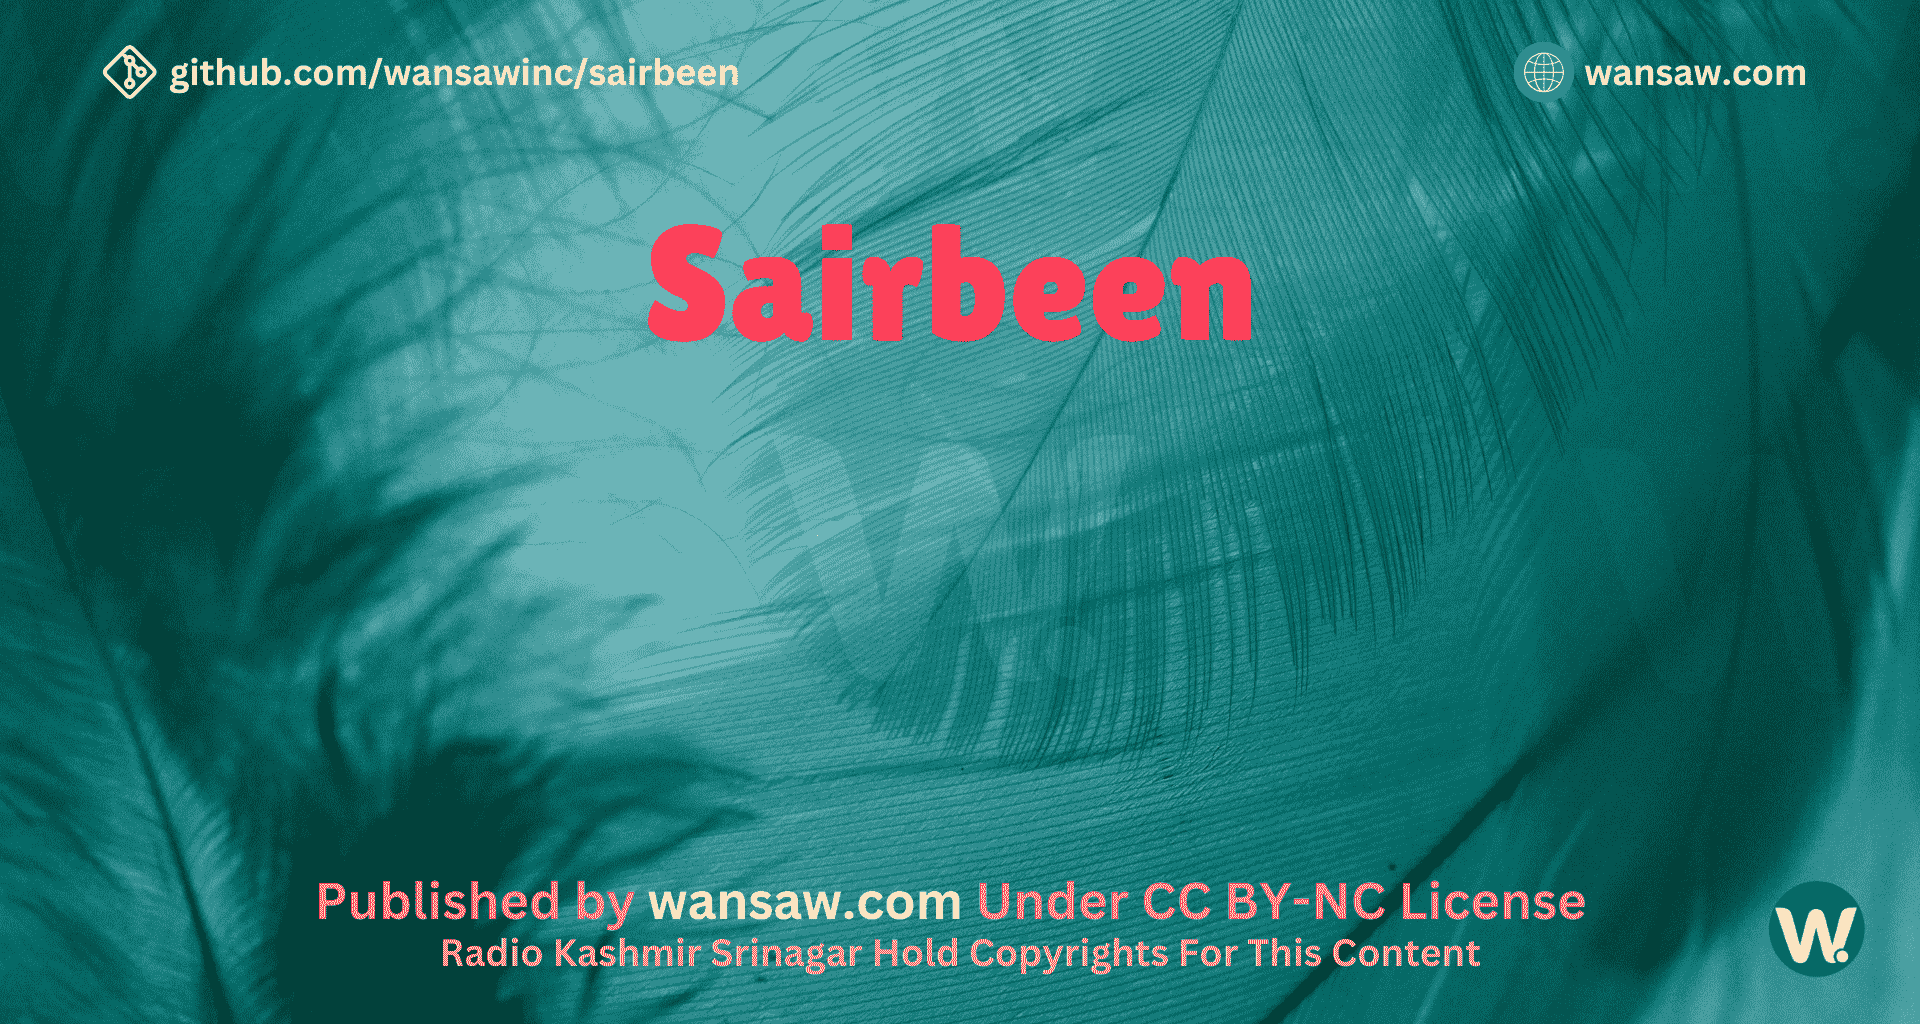 github.com/wansawinc/sairbeen
wansaw.com
Sairbeen
W.
Published by wansaw.com Under CC BY-NC License
Radio Kashmir Srinagar Hold Copyrights For This Content
W.